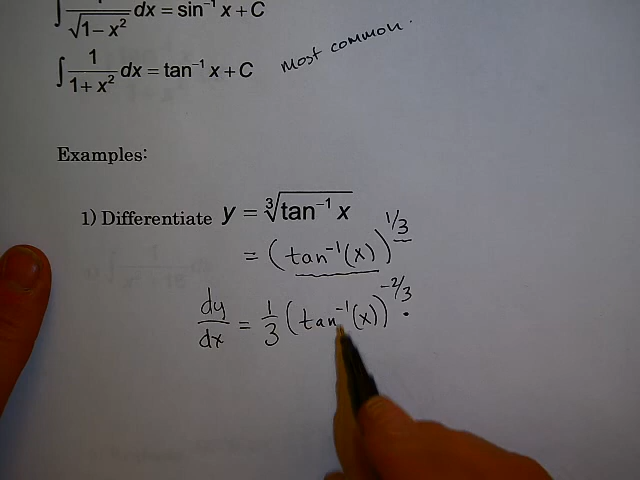 ∫ 1/√(1−x²) dx = sin⁻¹ x + C
∫ 1/(1+x²) dx = tan⁻¹ x + C most common.
Examples:
1) Differentiate y = ∛(tan⁻¹ x)
= (tan⁻¹(x))^(1/3)
dy/dx = 1/3 (tan⁻¹(x))^(−2/3) ·